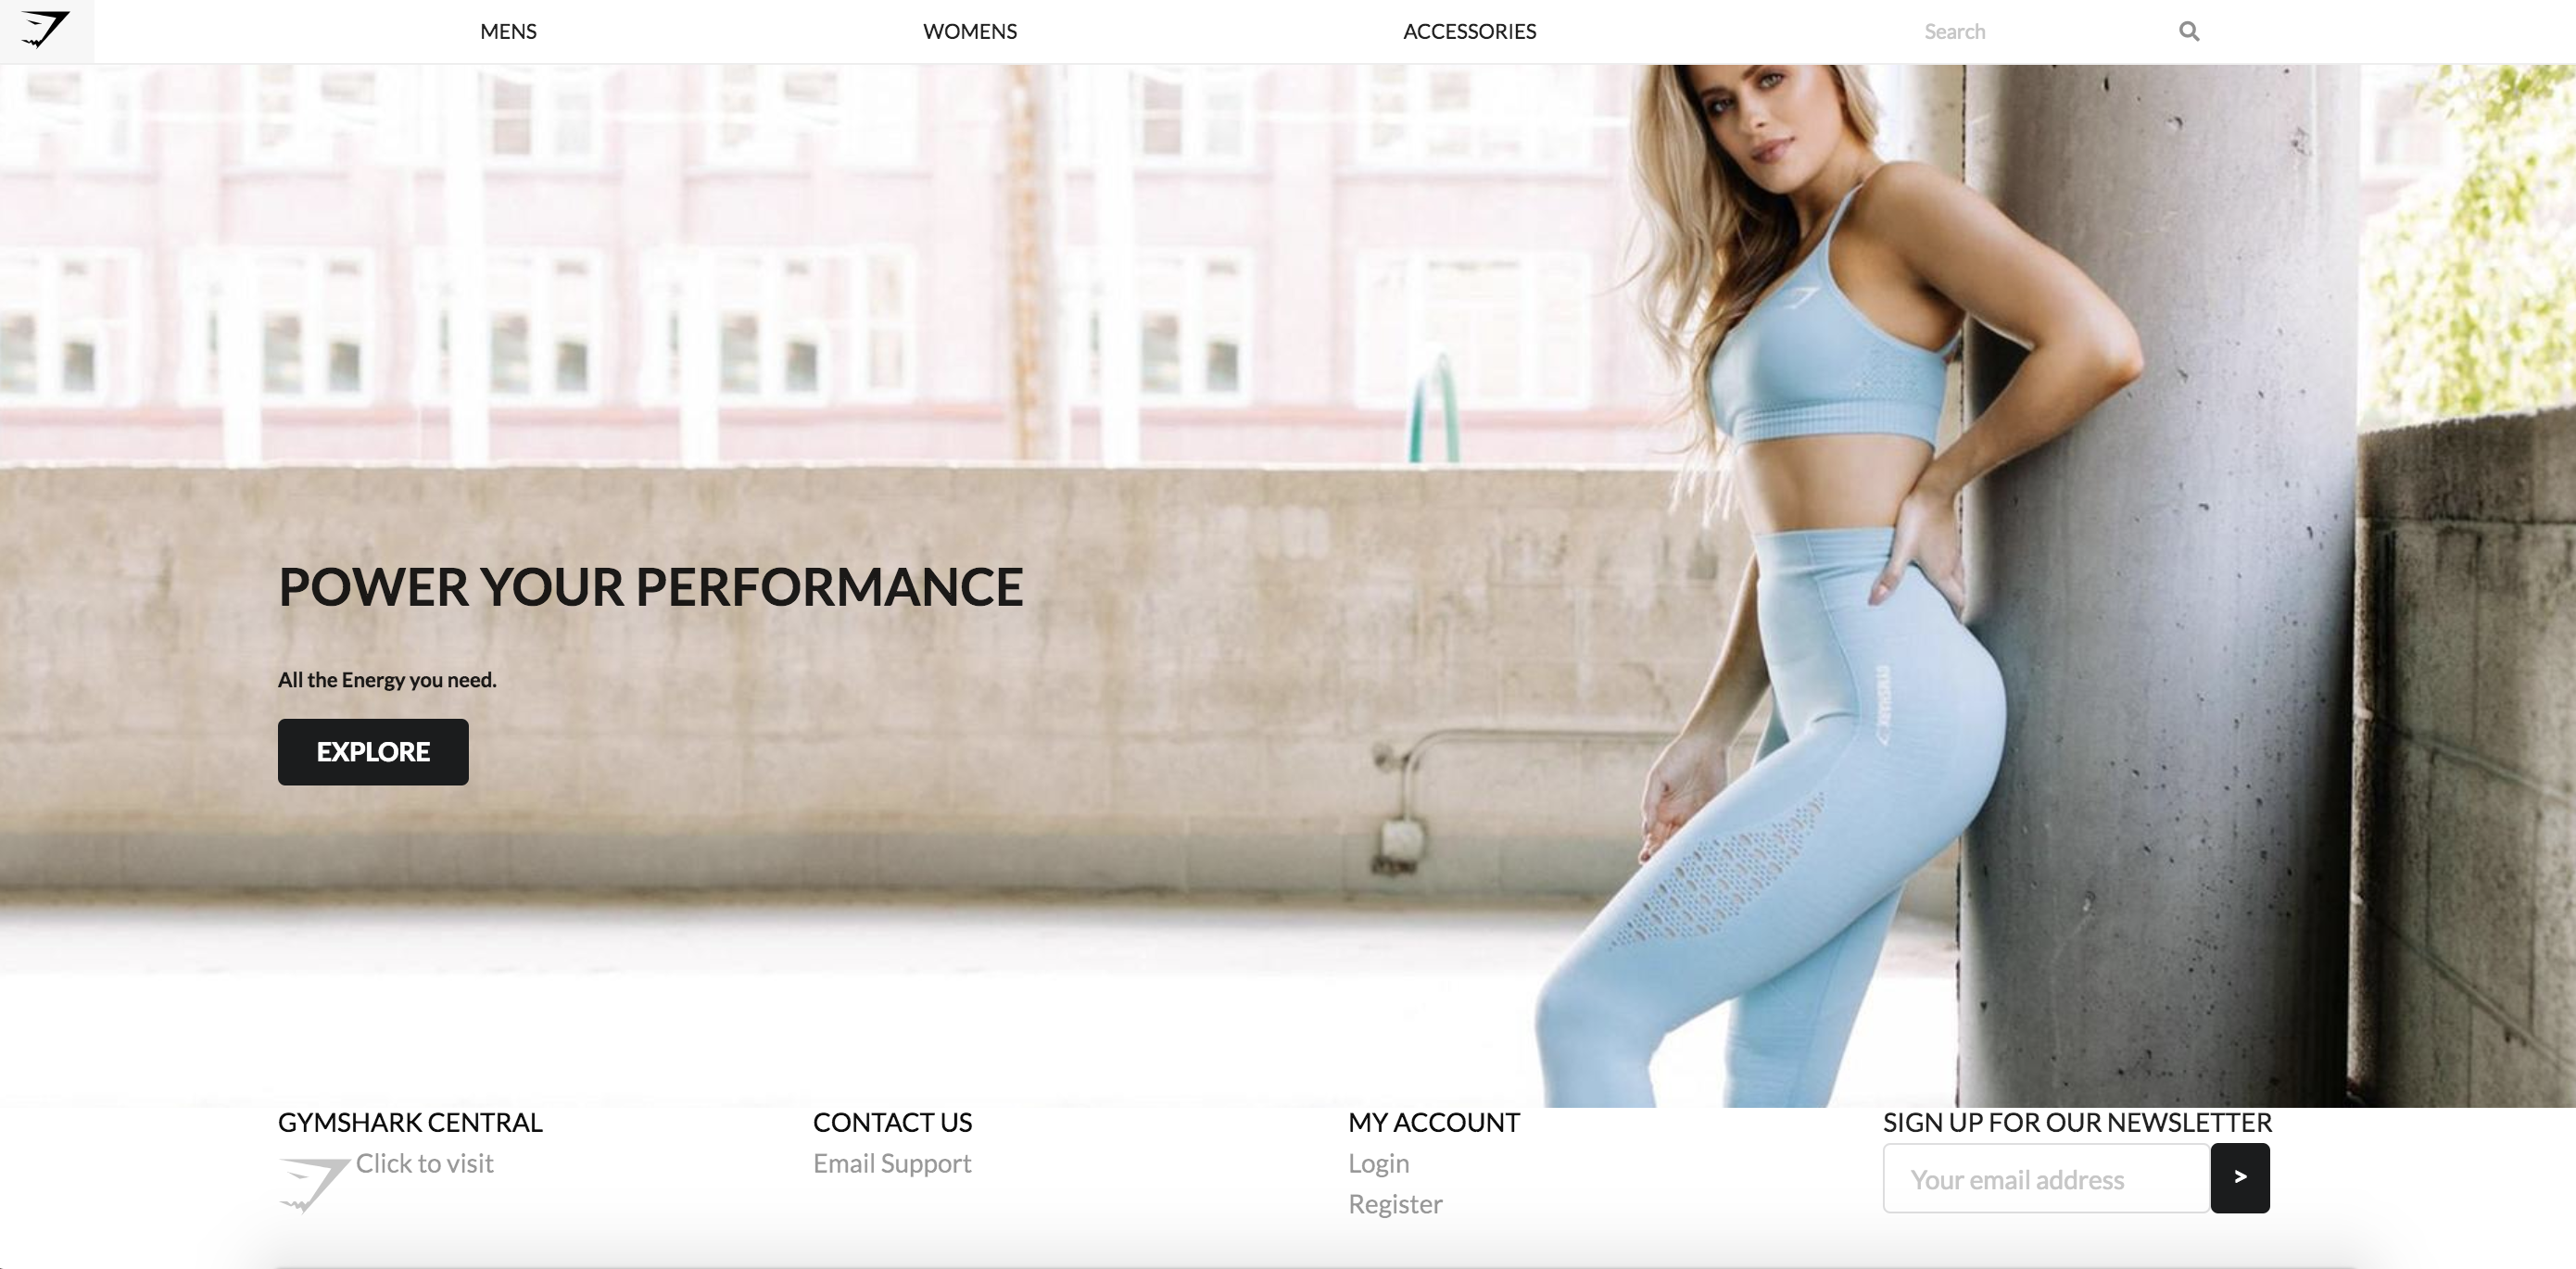 MENS WOMENS ACCESSORIES Search
POWER YOUR PERFORMANCE
All the Energy you need.
EXPLORE
GYMSHARK
GYMSHARK CENTRAL
Click to visit
CONTACT US
Email Support
MY ACCOUNT
Login
Register
SIGN UP FOR OUR NEWSLETTER
Your email address >